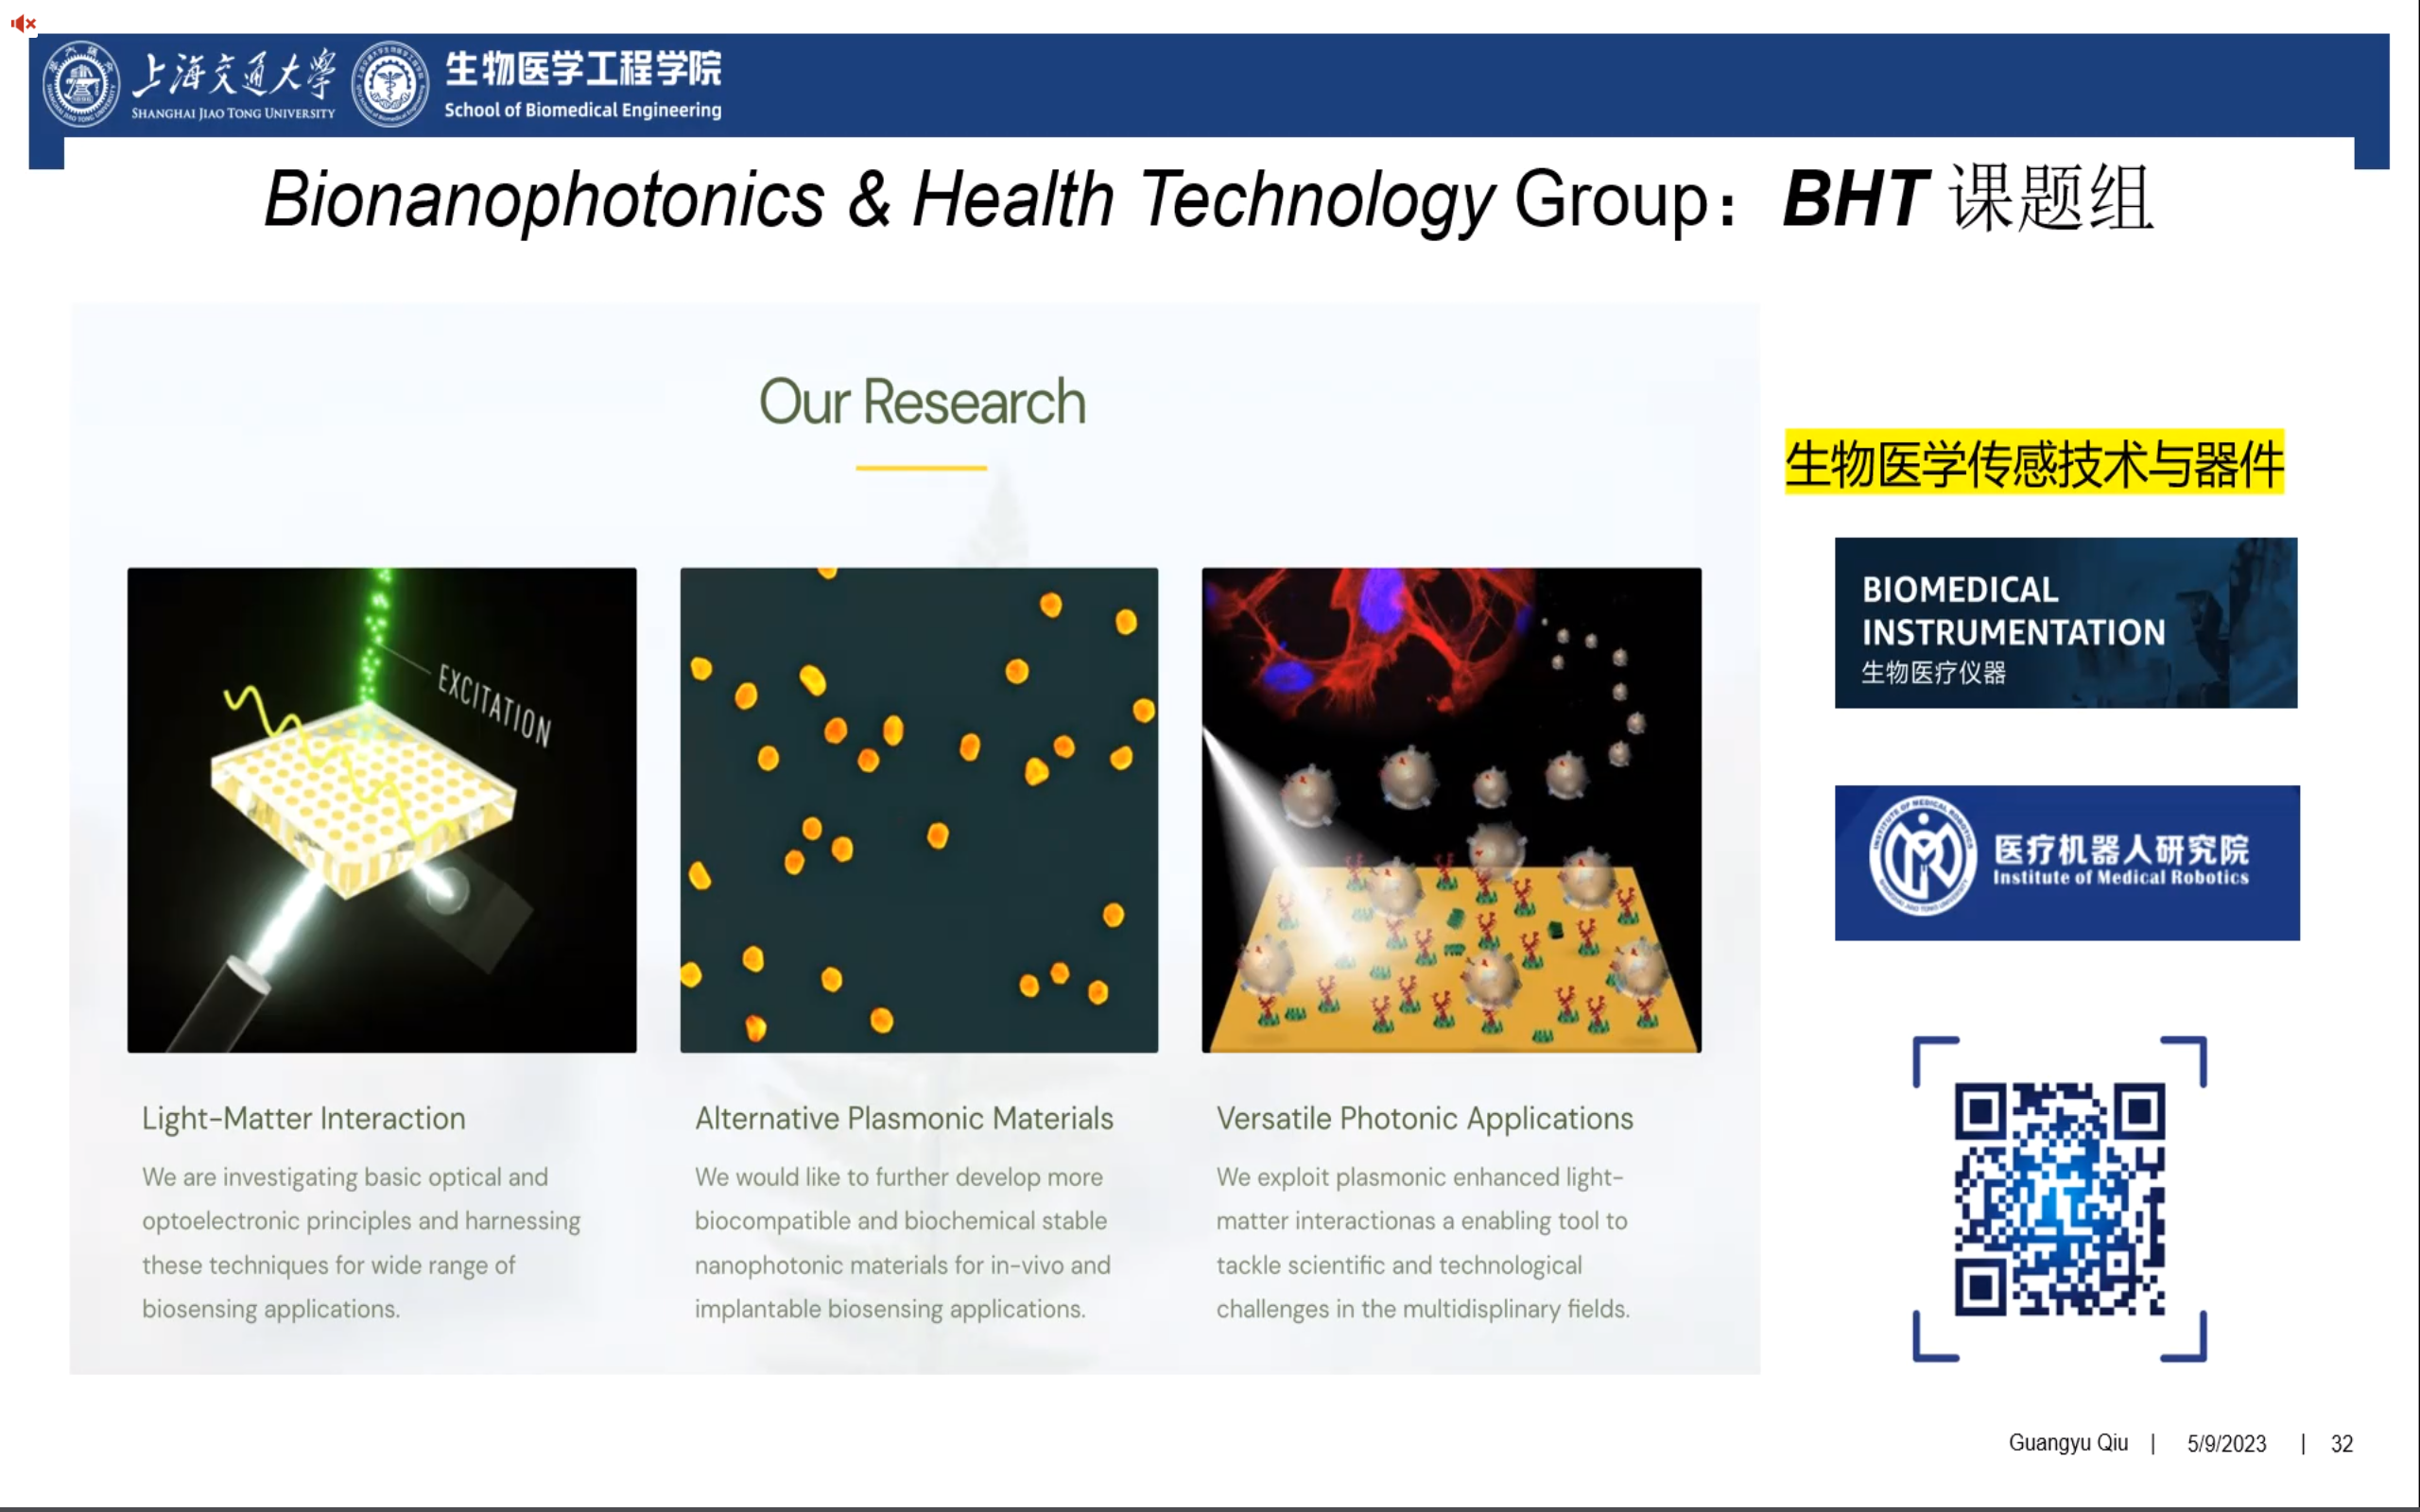 上海交通大学
SHANGHAI JIAO TONG UNIVERSITY
生物医学工程学院
School of Biomedical Engineering
Bionanophotonics & Health Technology Group：BHT 课题组
Our Research
EXCITATION
Light-Matter Interaction
We are investigating basic optical and
optoelectronic principles and harnessing
these techniques for wide range of
biosensing applications.
Alternative Plasmonic Materials
We would like to further develop more
biocompatible and biochemical stable
nanophotonic materials for in-vivo and
implantable biosensing applications.
Versatile Photonic Applications
We exploit plasmonic enhanced light-
matter interactionas a enabling tool to
tackle scientific and technological
challenges in the multidisplinary fields.
生物医学传感技术与器件
BIOMEDICAL
INSTRUMENTATION
生物医疗仪器
INSTITUTE OF MEDICAL ROBOTICS
医疗机器人研究院
Institute of Medical Robotics
Guangyu Qiu | 5/9/2023 | 32